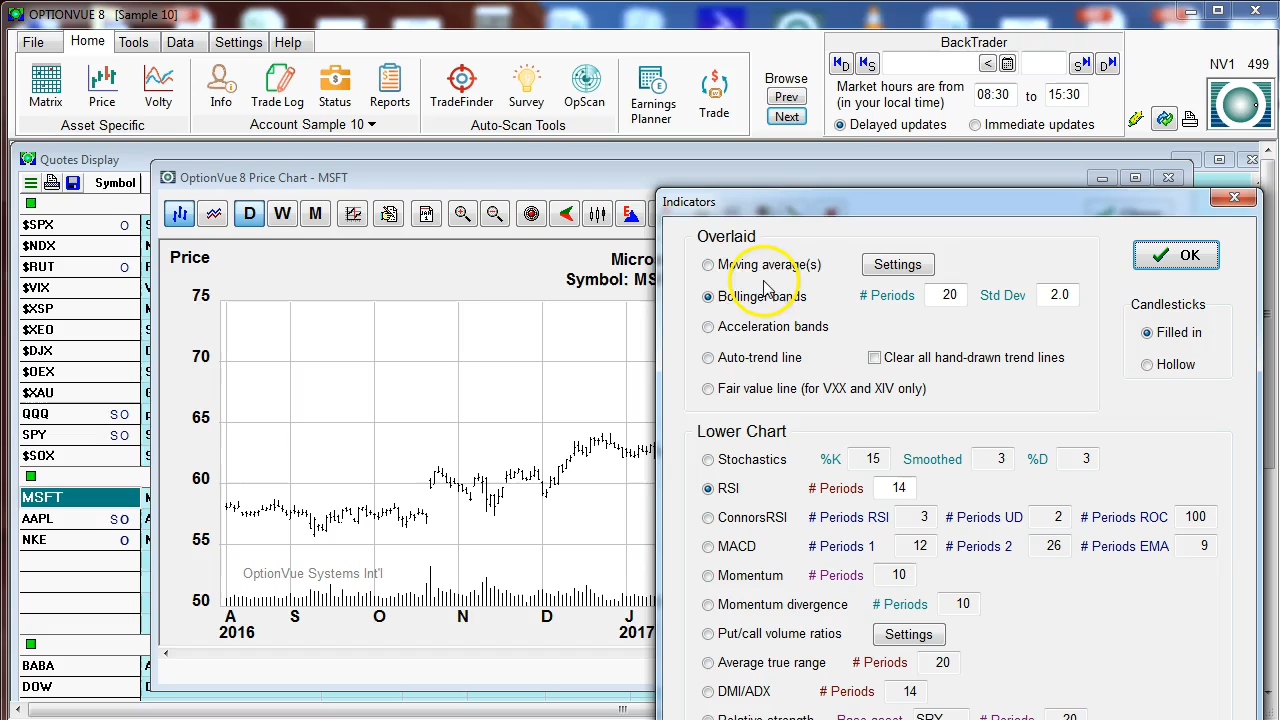 OPTIONVUE 8 [Sample 10]
File Home Tools Data Settings Help
Matrix Price Volty
Asset Specific
Info Trade Log Status Reports
Account Sample 10
TradeFinder Survey OpScan
Auto-Scan Tools
Earnings Planner
Trade
Browse
Prev
Next
BackTrader
D S < S D
Market hours are from
(in your local time)
08:30 to 15:30
Delayed updates Immediate updates
NV1 499
Quotes Display
Symbol
$SPX O
$NDX
$RUT O
$VIX
$XSP
$XEO
$DJX
$OEX
$XAU
QQQ SO
SPY SO
$SOX
MSFT
AAPL SO
NKE O
BABA
DOW
OptionVue 8 Price Chart - MSFT
D W M
Price
Micro
Symbol: MS
75
70
65
60
55
50
OptionVue Systems Int'l
A S O N D J
2016 2017
Indicators
Overlaid
Moving average(s) Settings
Bollinger bands # Periods 20 Std Dev 2.0
Acceleration bands
Auto-trend line Clear all hand-drawn trend lines
Fair value line (for VXX and XIV only)
OK
Candlesticks
Filled in
Hollow
Lower Chart
Stochastics %K 15 Smoothed 3 %D 3
RSI # Periods 14
ConnorsRSI # Periods RSI 3 # Periods UD 2 # Periods ROC 100
MACD # Periods 1 12 # Periods 2 26 # Periods EMA 9
Momentum # Periods 10
Momentum divergence # Periods 10
Put/call volume ratios Settings
Average true range # Periods 20
DMI/ADX # Periods 14
Relative strength Base asset SPY # Periods 20